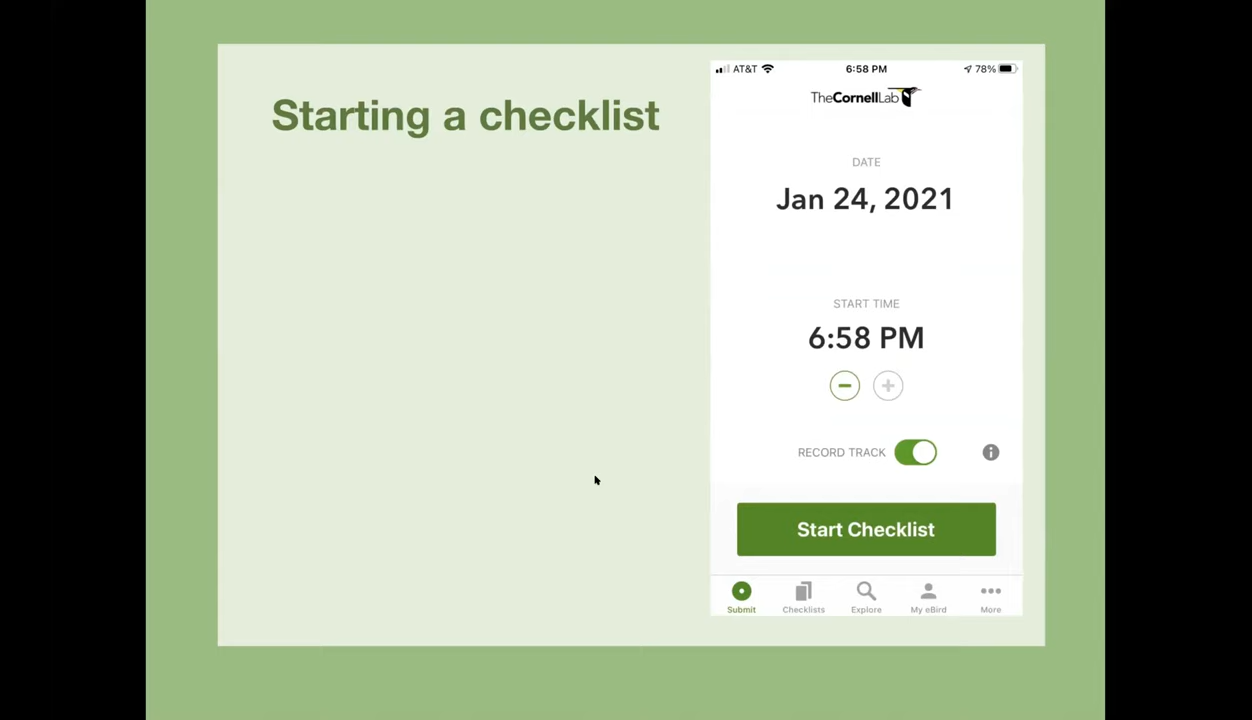 Starting a checklist
AT&T 6:58 PM 78%
TheCornellLab
DATE
Jan 24, 2021
START TIME
6:58 PM
RECORD TRACK
Start Checklist
Submit Checklists Explore My eBird More